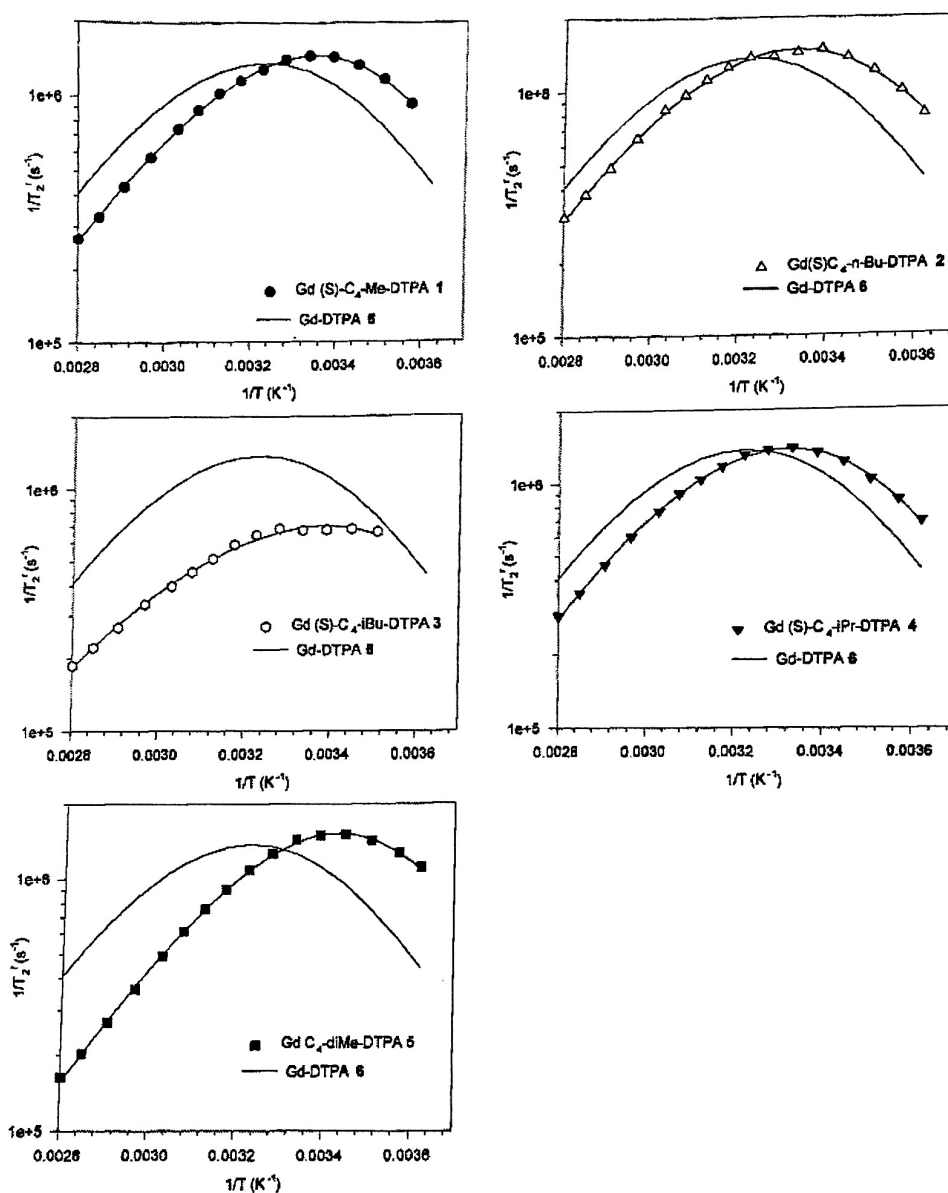 1e+6
1/T₂ʳ (s⁻¹)
● Gd (S)-C₄-Me-DTPA 1
— Gd-DTPA 6
1e+5
0.0028 0.0030 0.0032 0.0034 0.0036
1/T (K⁻¹)
1e+6
1/T₂ʳ (s⁻¹)
△ Gd(S)C₄-n-Bu-DTPA 2
— Gd-DTPA 6
1e+5
0.0028 0.0030 0.0032 0.0034 0.0036
1/T (K⁻¹)
1e+6
1/T₂ʳ (s⁻¹)
○ Gd (S)-C₄-iBu-DTPA 3
— Gd-DTPA 6
1e+5
0.0028 0.0030 0.0032 0.0034 0.0036
1/T (K⁻¹)
1e+6
1/T₂ʳ (s⁻¹)
▼ Gd (S)-C₄-iPr-DTPA 4
— Gd-DTPA 6
1e+5
0.0028 0.0030 0.0032 0.0034 0.0036
1/T (K⁻¹)
1e+6
1/T₂ʳ (s⁻¹)
■ Gd C₄-diMe-DTPA 5
— Gd-DTPA 6
1e+5
0.0028 0.0030 0.0032 0.0034 0.0036
1/T (K⁻¹)